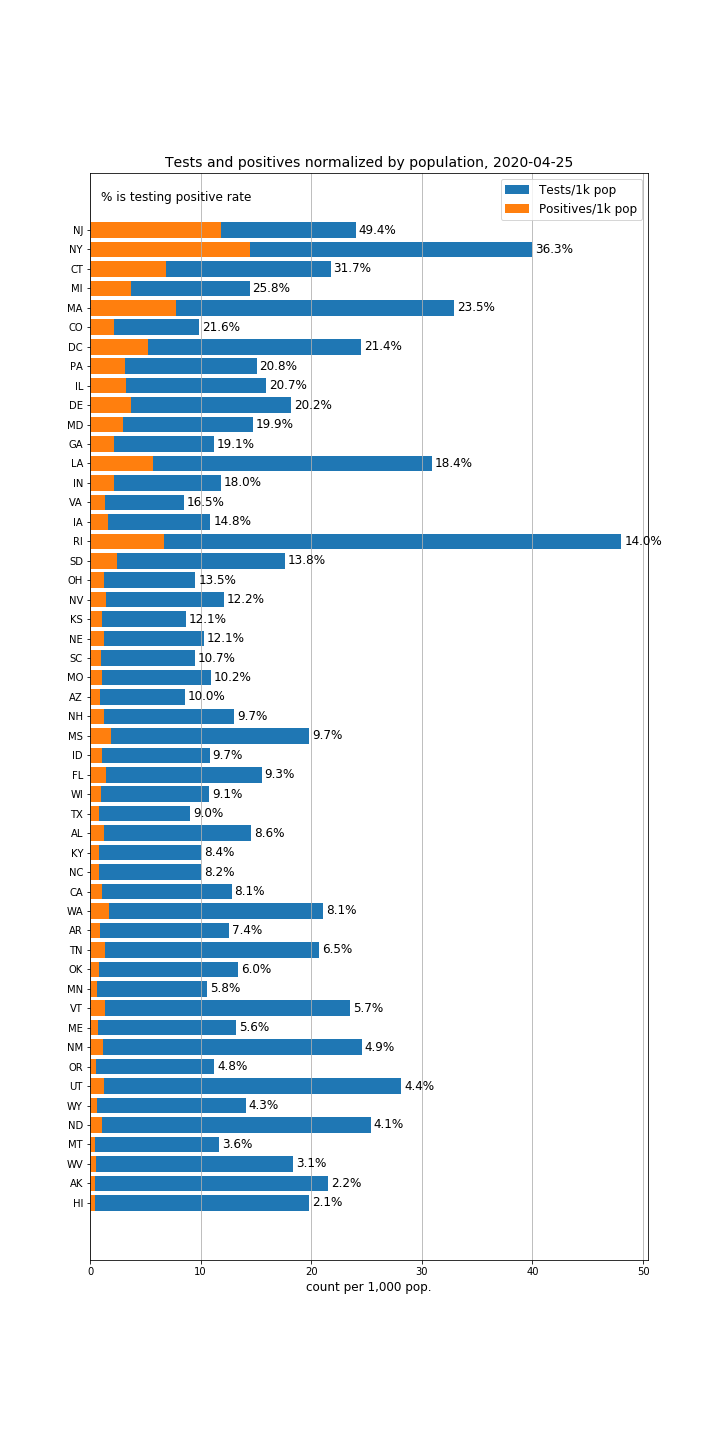 Tests and positives normalized by population, 2020-04-25
% is testing positive rate
Tests/1k pop
Positives/1k pop
NJ 49.4%
NY 36.3%
CT 31.7%
MI 25.8%
MA 23.5%
CO 21.6%
DC 21.4%
PA 20.8%
IL 20.7%
DE 20.2%
MD 19.9%
GA 19.1%
LA 18.4%
IN 18.0%
VA 16.5%
IA 14.8%
RI 14.0%
SD 13.8%
OH 13.5%
NV 12.2%
KS 12.1%
NE 12.1%
SC 10.7%
MO 10.2%
AZ 10.0%
NH 9.7%
MS 9.7%
ID 9.7%
FL 9.3%
WI 9.1%
TX 9.0%
AL 8.6%
KY 8.4%
NC 8.2%
CA 8.1%
WA 8.1%
AR 7.4%
TN 6.5%
OK 6.0%
MN 5.8%
VT 5.7%
ME 5.6%
NM 4.9%
OR 4.8%
UT 4.4%
WY 4.3%
ND 4.1%
MT 3.6%
WV 3.1%
AK 2.2%
HI 2.1%
0 10 20 30 40 50
count per 1,000 pop.